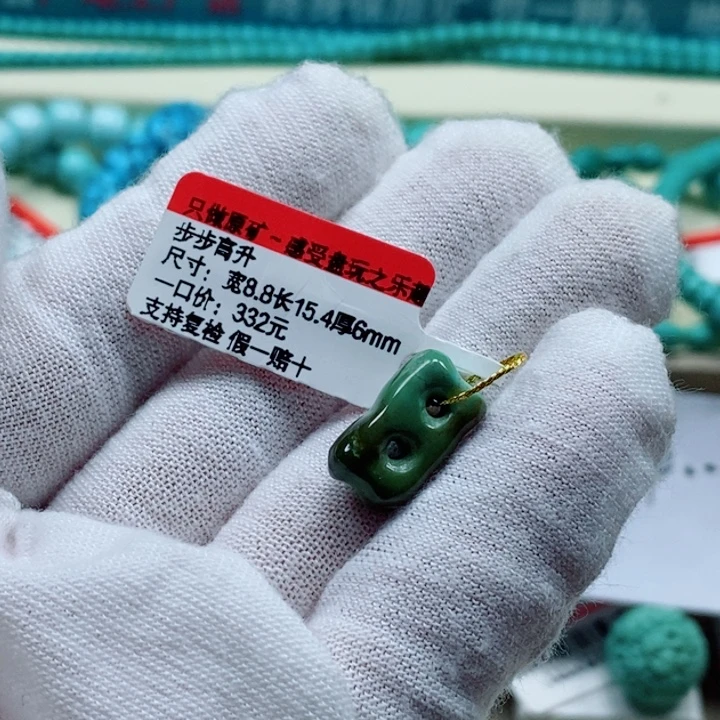 只做原矿~感受盘玩之乐趣
步步高升
尺寸：宽8.8长15.4厚6mm
一口价：332元
支持复检 假一赔十